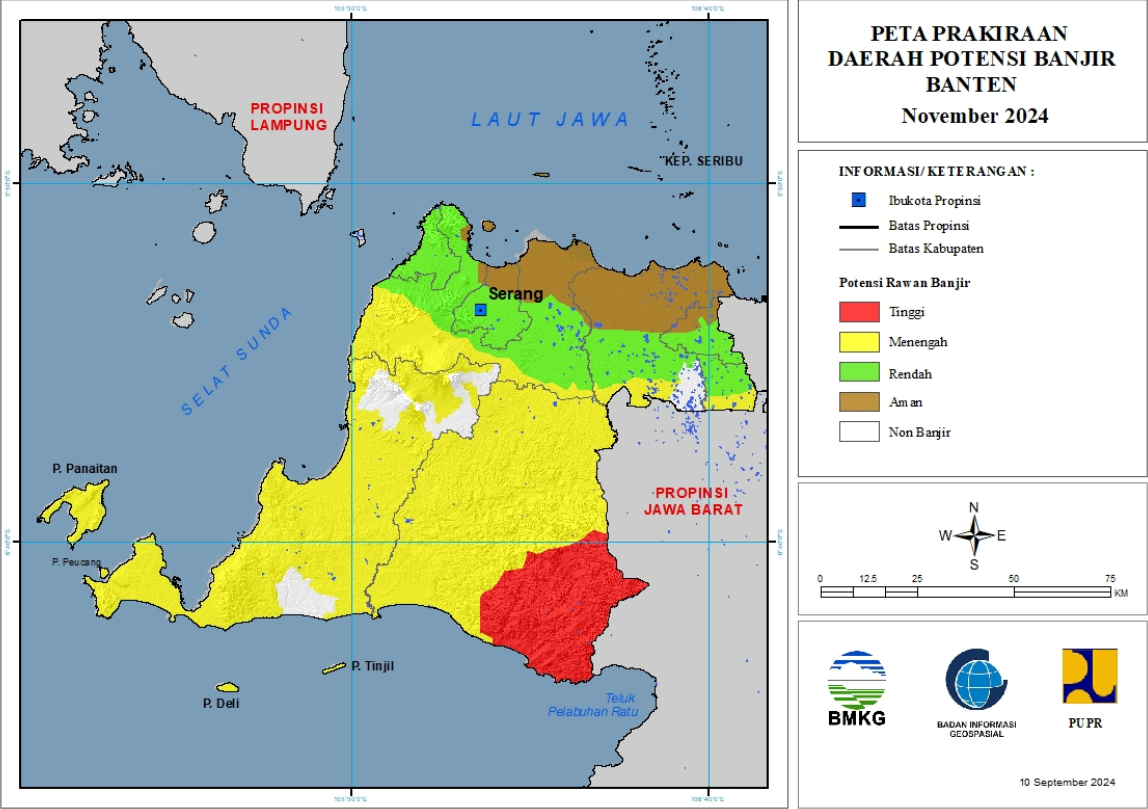 PETA PRAKIRAAN
DAERAH POTENSI BANJIR
BANTEN
November 2024
INFORMASI/KETERANGAN :
Ibukota Propinsi
Batas Propinsi
Batas Kabupaten
Potensi Rawan Banjir
Tinggi
Menengah
Rendah
Aman
Non Banjir
N
W E
S
0 12.5 25 50 75
KM
BMKG
BADAN INFORMASI
GEOSPASIAL
PUPR
10 September 2024
PROPINSI
LAMPUNG
LAUT JAWA
KEP. SERIBU
Serang
SELAT SUNDA
P. Panaitan
P. Peucang
PROPINSI
JAWA BARAT
P. Tinjil
P. Deli
Teluk
Pelabuhan Ratu